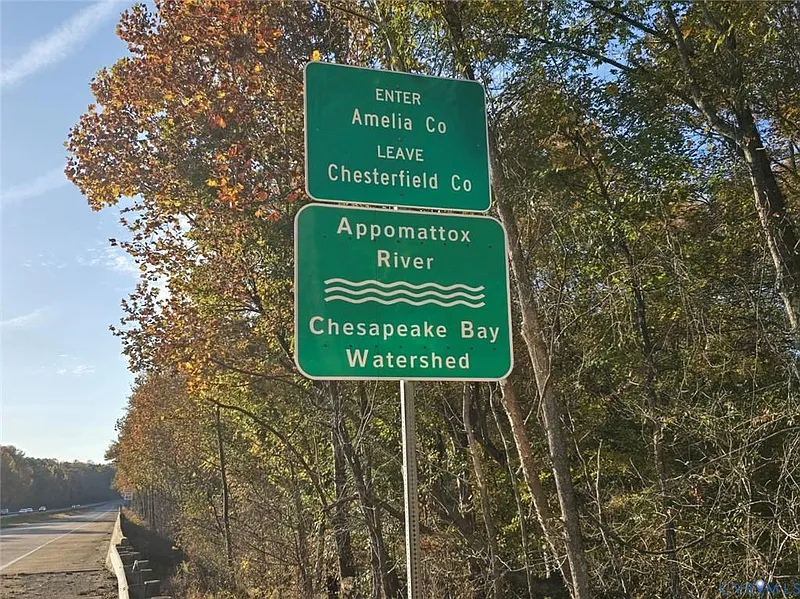 ENTER
Amelia Co
LEAVE
Chesterfield Co
Appomattox
River
Chesapeake Bay
Watershed